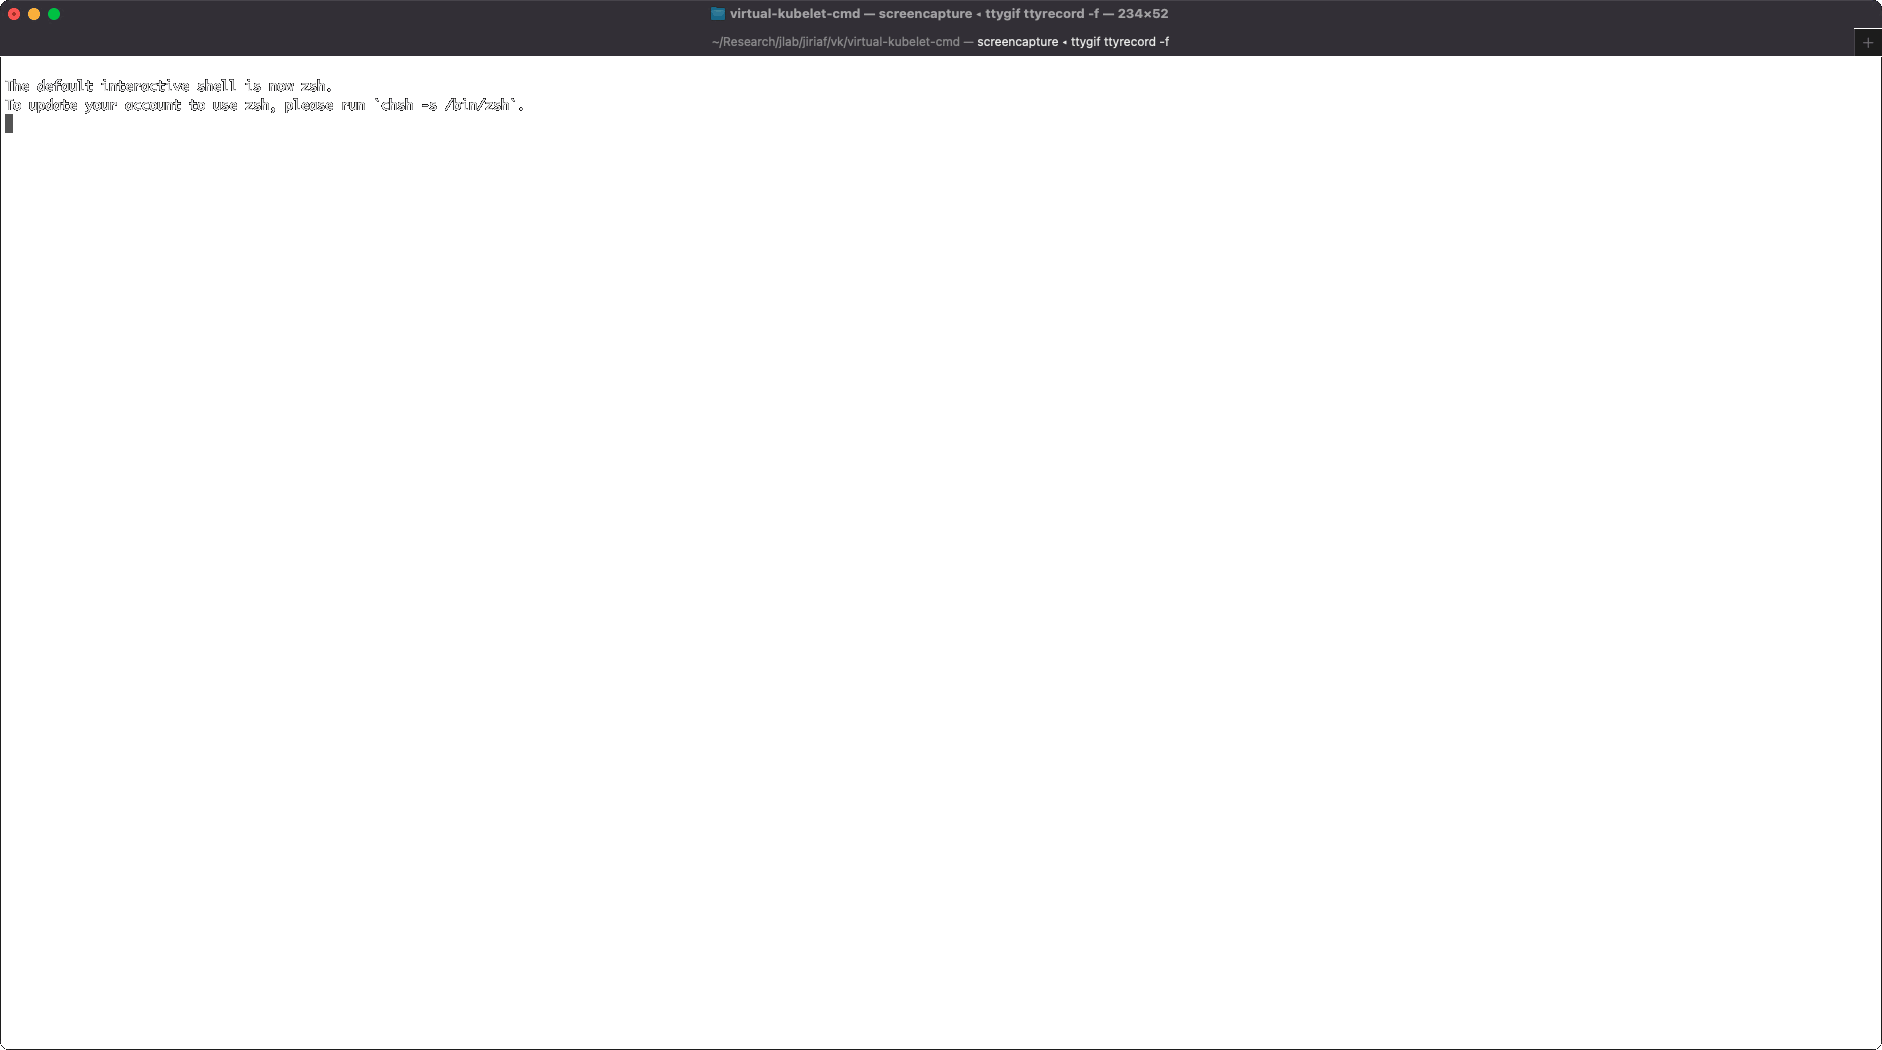 virtual-kubelet-cmd — screencapture ◂ ttygif ttyrecord -f — 234×52
~/Research/jlab/jiriaf/vk/virtual-kubelet-cmd — screencapture ◂ ttygif ttyrecord -f
The default interactive shell is now zsh.
To update your account to use zsh, please run `chsh -s /bin/zsh`.